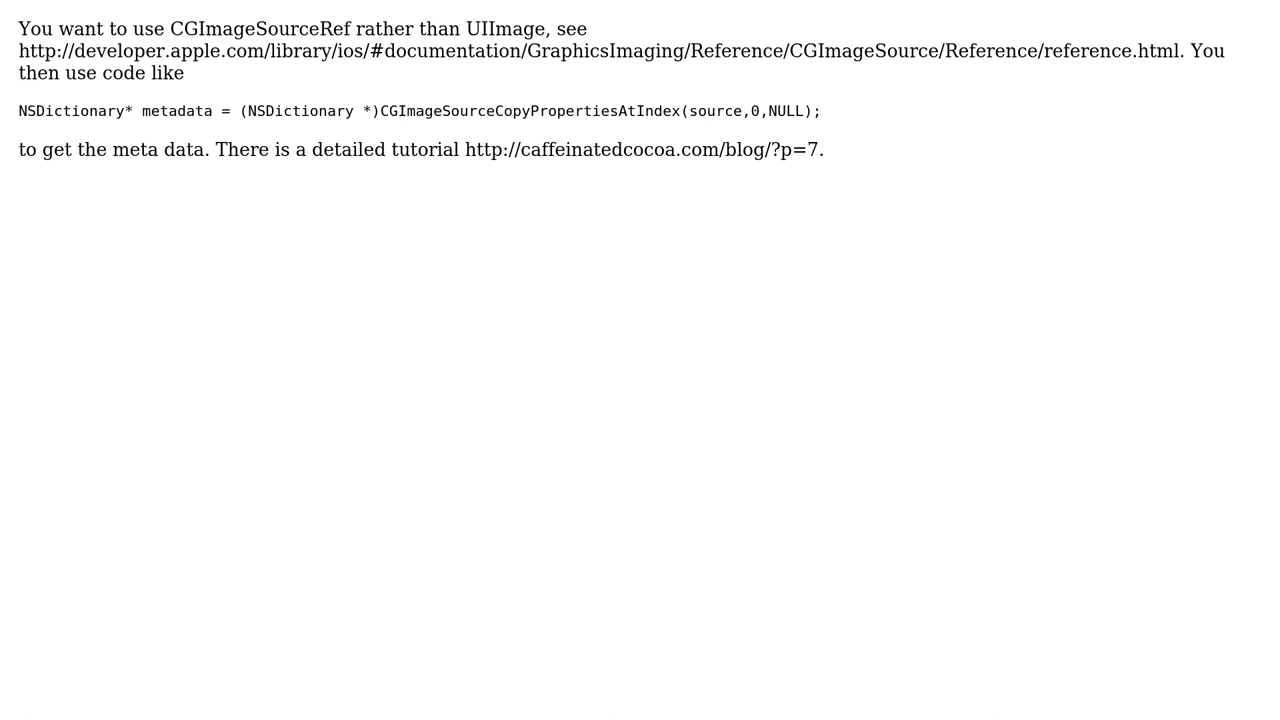 You want to use CGImageSourceRef rather than UIImage, see
http://developer.apple.com/library/ios/#documentation/GraphicsImaging/Reference/CGImageSource/Reference/reference.html. You
then use code like
NSDictionary* metadata = (NSDictionary *)CGImageSourceCopyPropertiesAtIndex(source,0,NULL);
to get the meta data. There is a detailed tutorial http://caffeinatedcocoa.com/blog/?p=7.